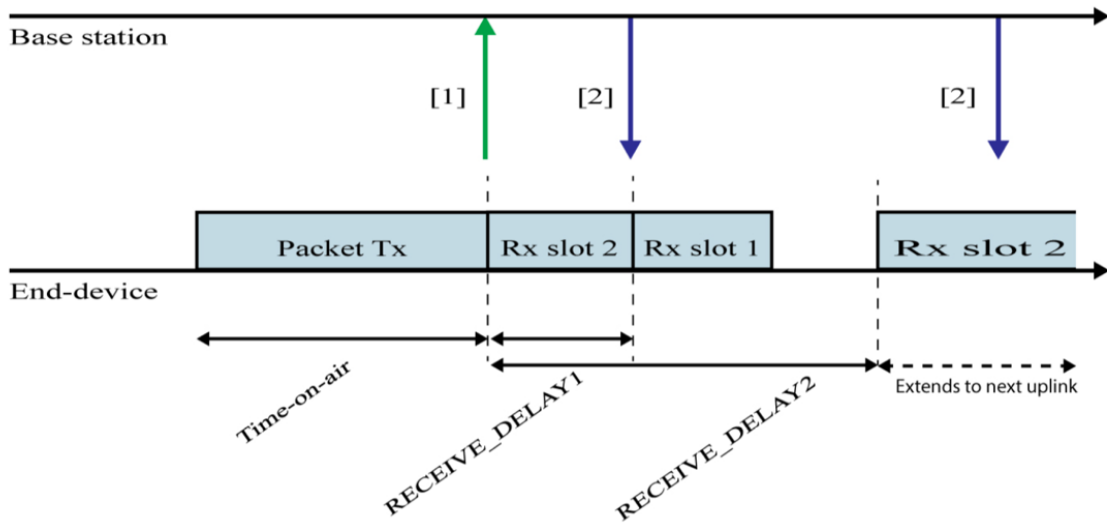 Base station
[1]
[2]
[2]
Packet Tx
Rx slot 2
Rx slot 1
Rx slot 2
End-device
Time-on-air
RECEIVE_DELAY1
RECEIVE_DELAY2
Extends to next uplink